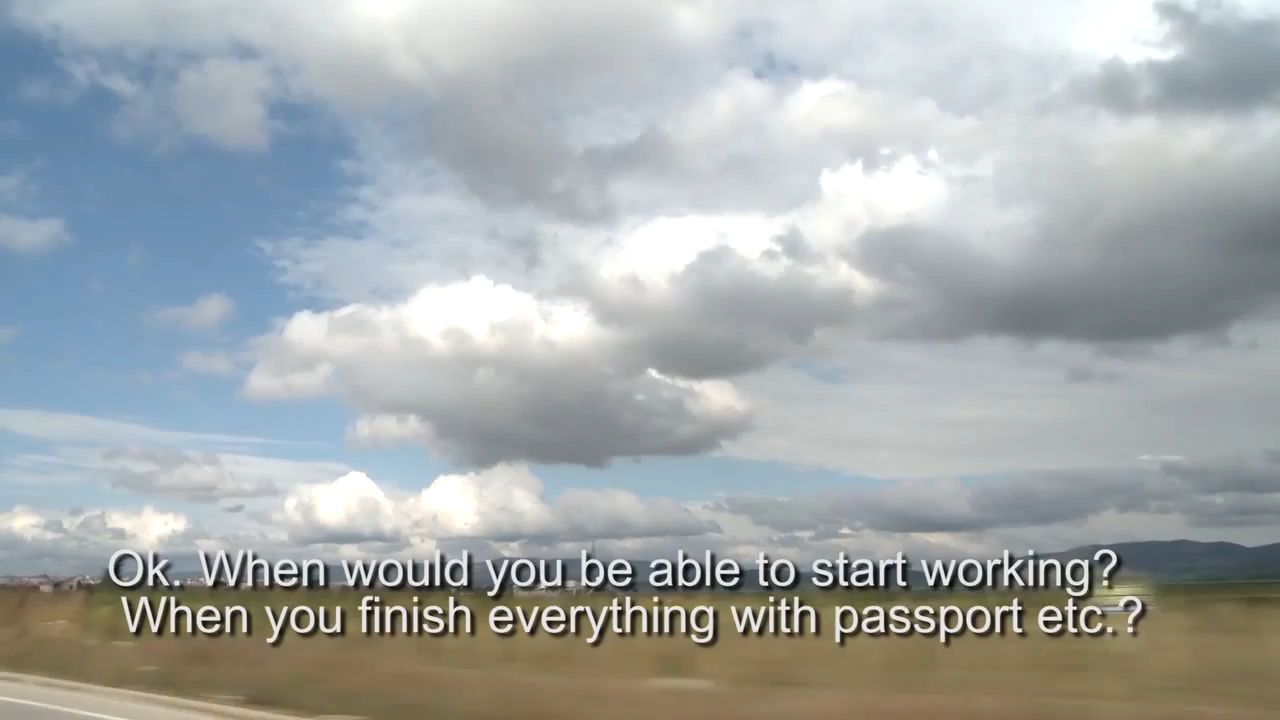 Ok. When would you be able to start working?
When you finish everything with passport etc.?